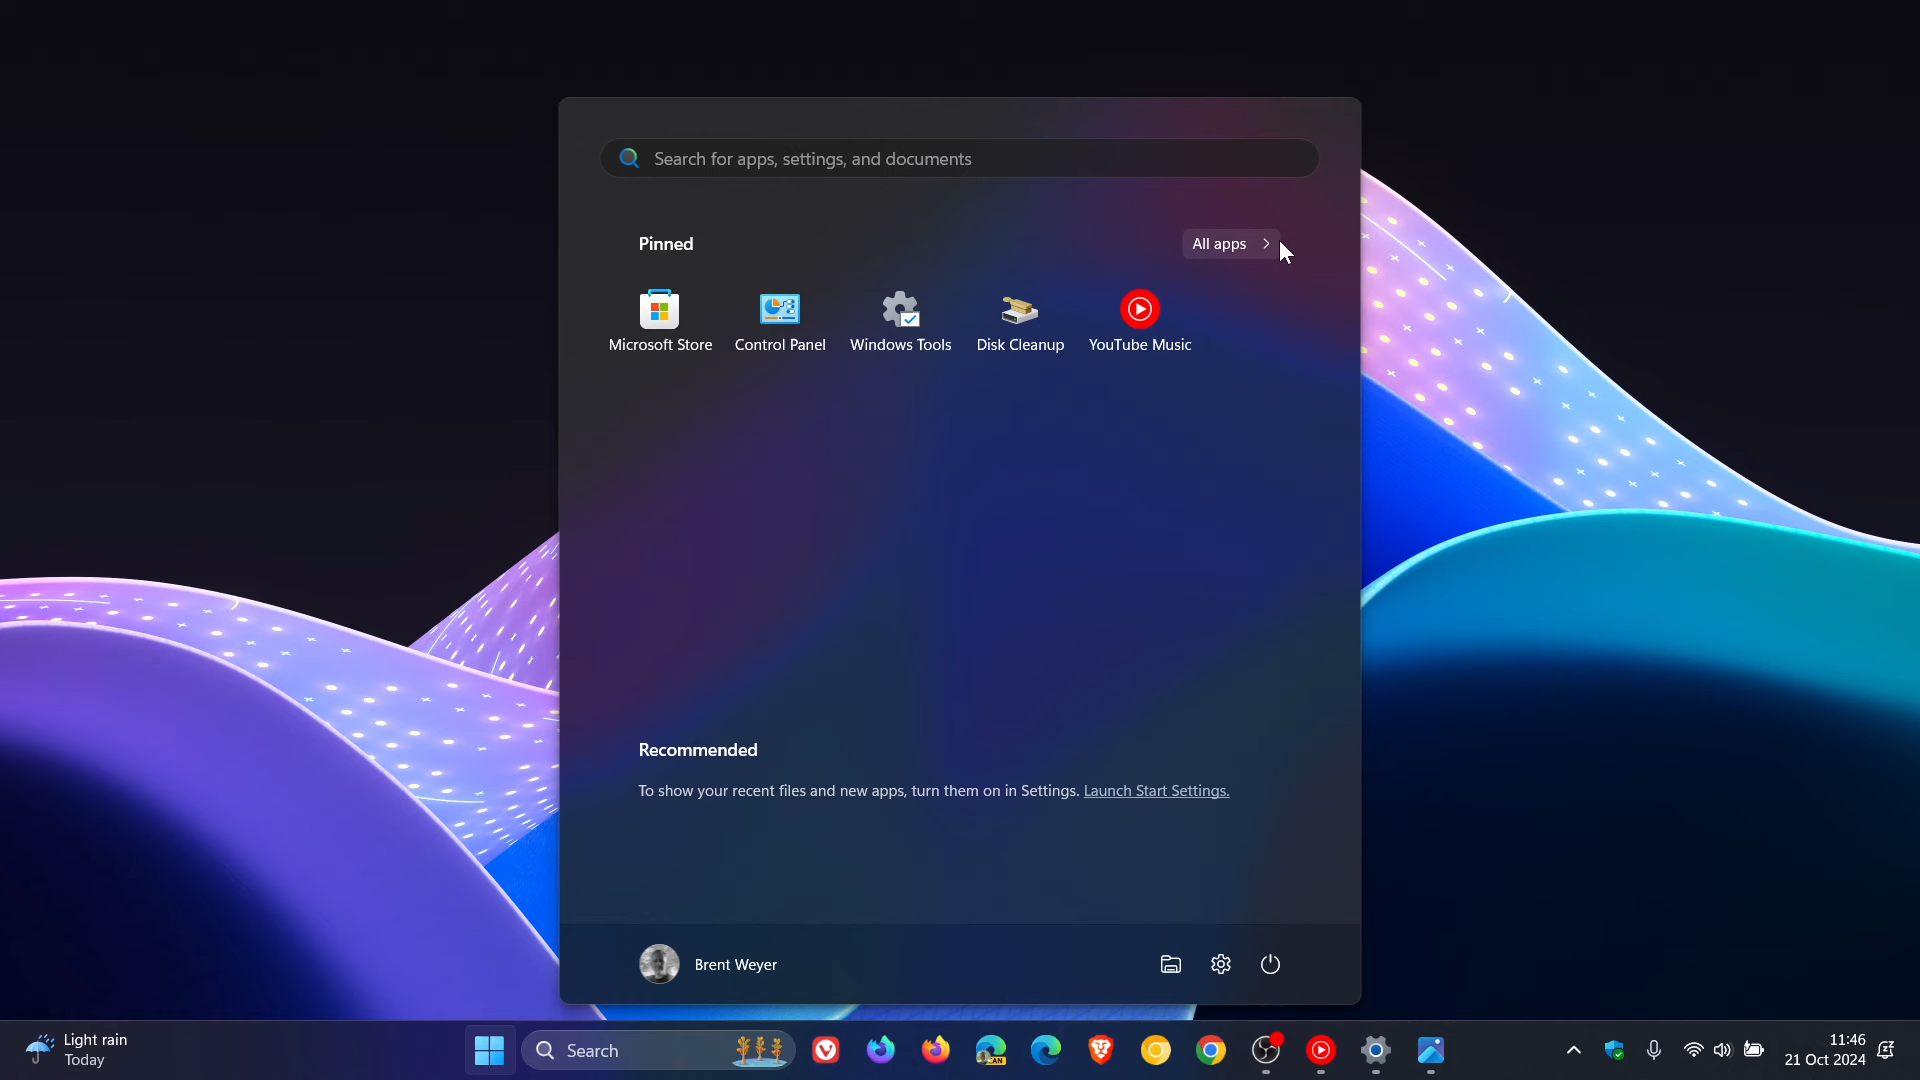 Search for apps, settings, and documents
Pinned
All apps
Microsoft Store
Control Panel
Windows Tools
Disk Cleanup
YouTube Music
Recommended
To show your recent files and new apps, turn them on in Settings. Launch Start Settings.
Brent Weyer
Light rain
Today
Search
CAN
11:46
21 Oct 2024